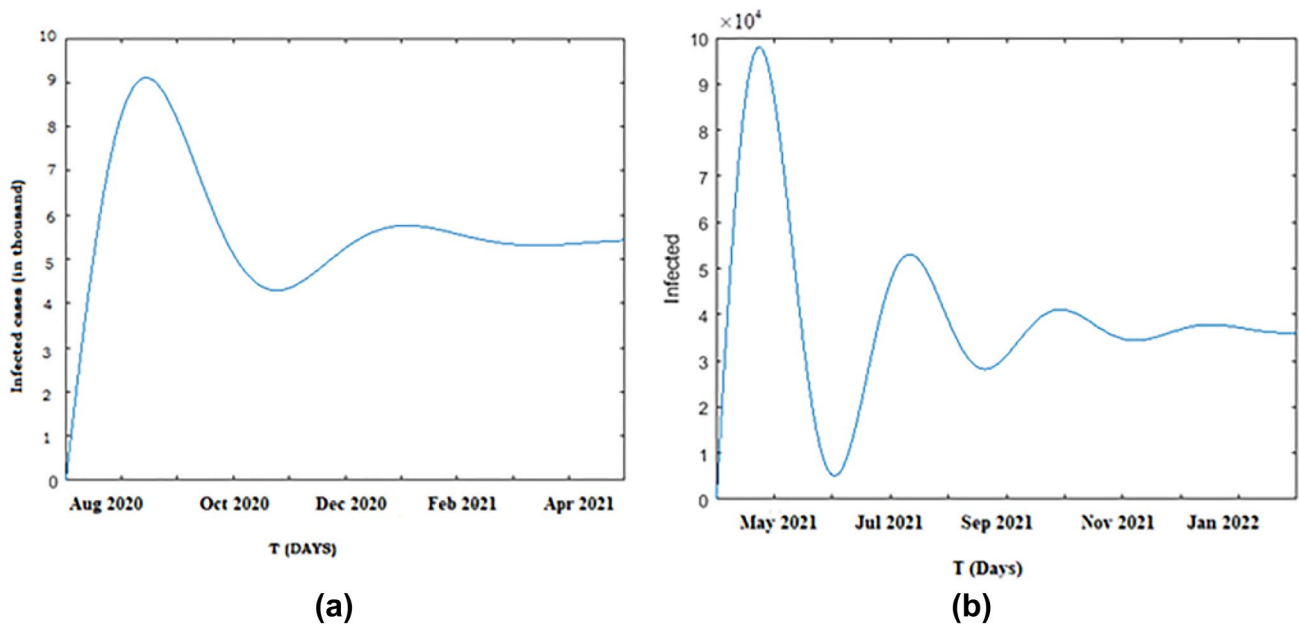 10
9
8
7
6
5
4
3
2
1
0
Infected cases (in thousand)
Aug 2020 Oct 2020 Dec 2020 Feb 2021 Apr 2021
T (DAYS)
(a)
×10⁴
10
9
8
7
6
5
4
3
2
1
0
Infected
May 2021 Jul 2021 Sep 2021 Nov 2021 Jan 2022
T (Days)
(b)